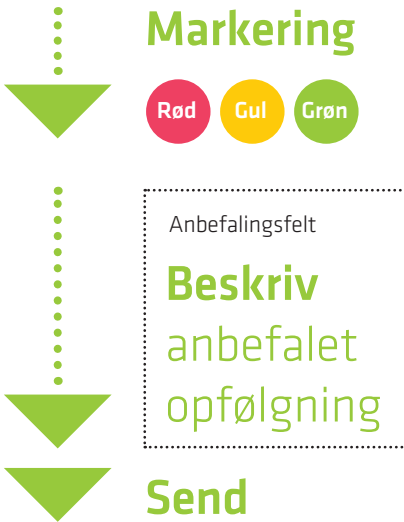 Markering
Rød Gul Grøn
Anbefalingsfelt
Beskriv
anbefalet
opfølgning
Send